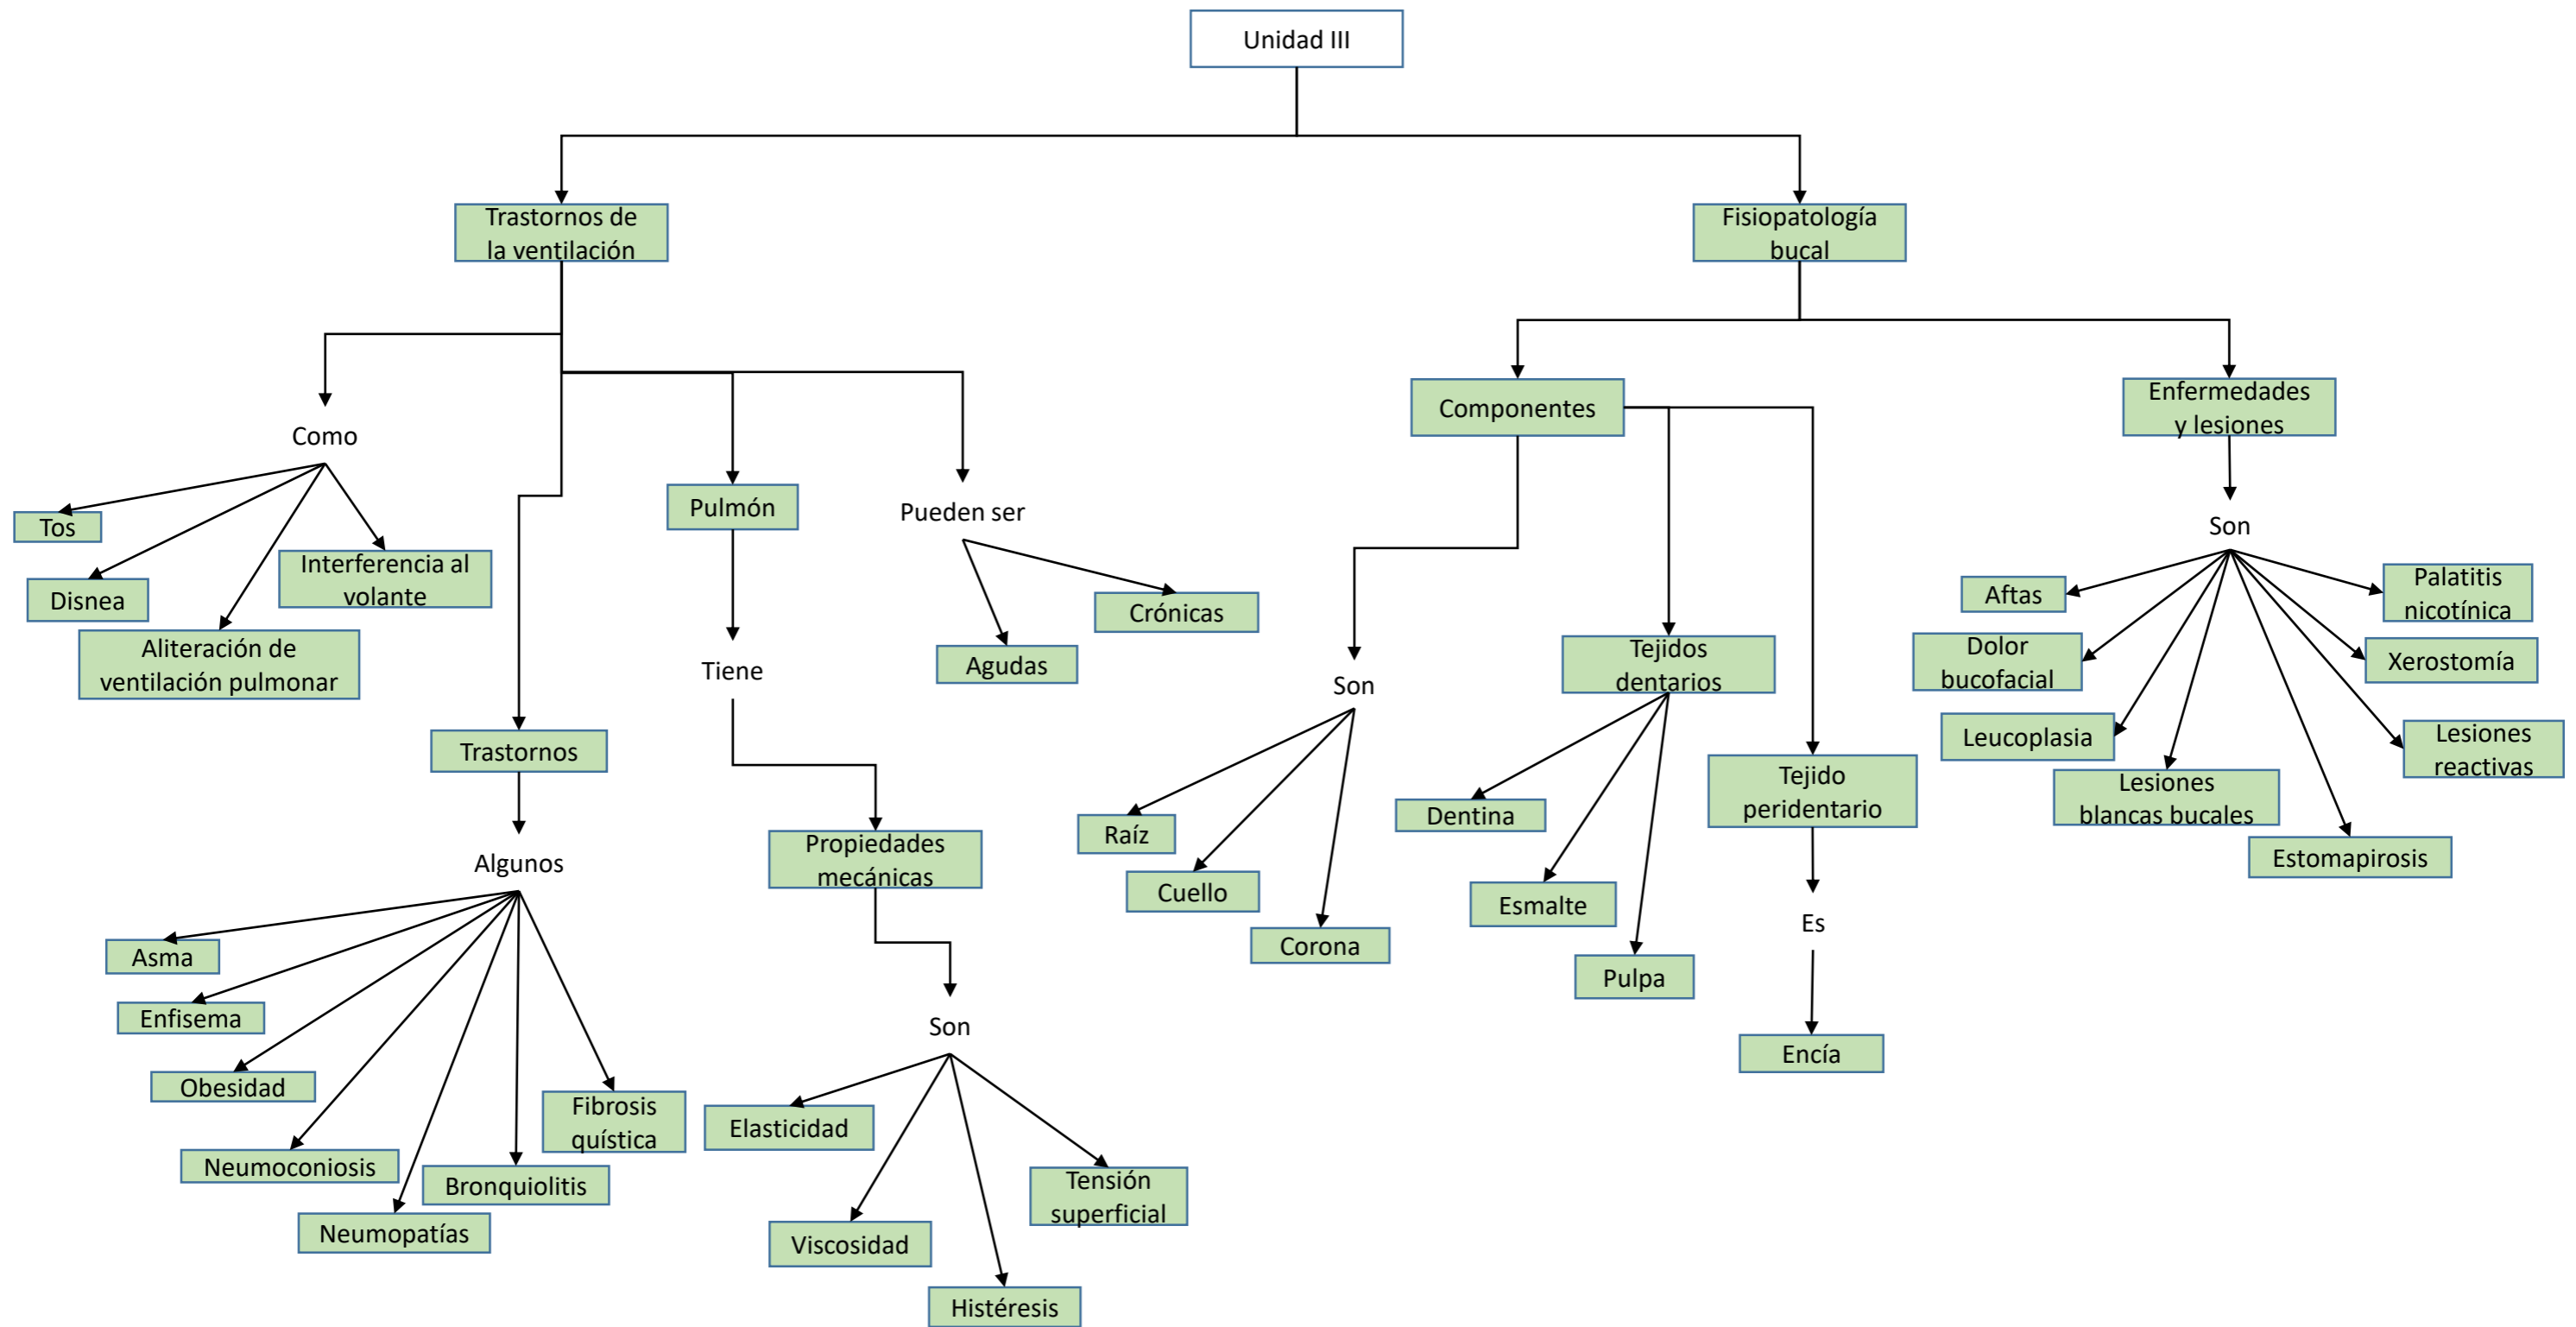 Unidad III
Trastornos de
la ventilación
Fisiopatología
bucal
Como
Tos
Disnea
Aliteración de
ventilación pulmonar
Interferencia al
volante
Trastornos
Algunos
Asma
Enfisema
Obesidad
Neumoconiosis
Neumopatías
Bronquiolitis
Fibrosis
quística
Pulmón
Tiene
Propiedades
mecánicas
Son
Elasticidad
Viscosidad
Histéresis
Tensión
superficial
Pueden ser
Agudas
Crónicas
Componentes
Son
Raíz
Cuello
Corona
Tejidos
dentarios
Dentina
Esmalte
Pulpa
Tejido
peridentario
Es
Encía
Enfermedades
y lesiones
Son
Aftas
Dolor
bucofacial
Leucoplasia
Lesiones
blancas bucales
Estomapirosis
Lesiones
reactivas
Xerostomía
Palatitis
nicotínica